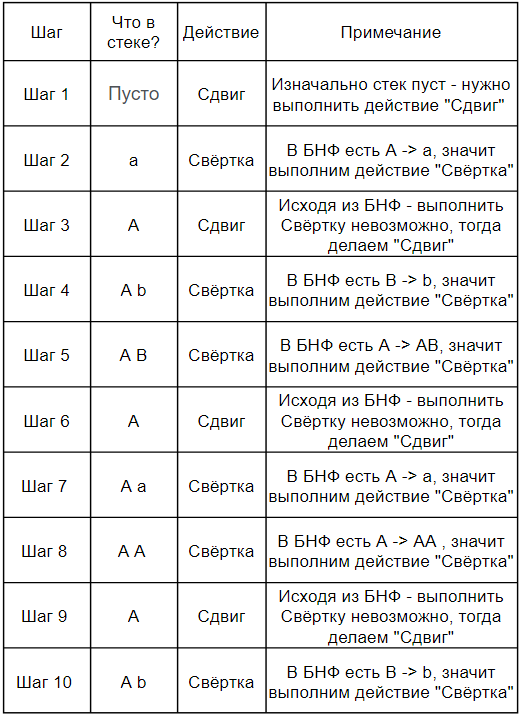 Шаг
Что в
стеке?
Действие
Примечание
Шаг 1
Пусто
Сдвиг
Изначально стек пуст - нужно
выполнить действие "Сдвиг"
Шаг 2
a
Свёртка
В БНФ есть A -> a, значит
выполним действие "Свёртка"
Шаг 3
A
Сдвиг
Исходя из БНФ - выполнить
Свёртку невозможно, тогда
делаем "Сдвиг"
Шаг 4
A b
Свёртка
В БНФ есть B -> b, значит
выполним действие "Свёртка"
Шаг 5
A B
Свёртка
В БНФ есть A -> AB, значит
выполним действие "Свёртка"
Шаг 6
A
Сдвиг
Исходя из БНФ - выполнить
Свёртку невозможно, тогда
делаем "Сдвиг"
Шаг 7
A a
Свёртка
В БНФ есть A -> a, значит
выполним действие "Свёртка"
Шаг 8
A A
Свёртка
В БНФ есть A -> AA , значит
выполним действие "Свёртка"
Шаг 9
A
Сдвиг
Исходя из БНФ - выполнить
Свёртку невозможно, тогда
делаем "Сдвиг"
Шаг 10
A b
Свёртка
В БНФ есть B -> b, значит
выполним действие "Свёртка"